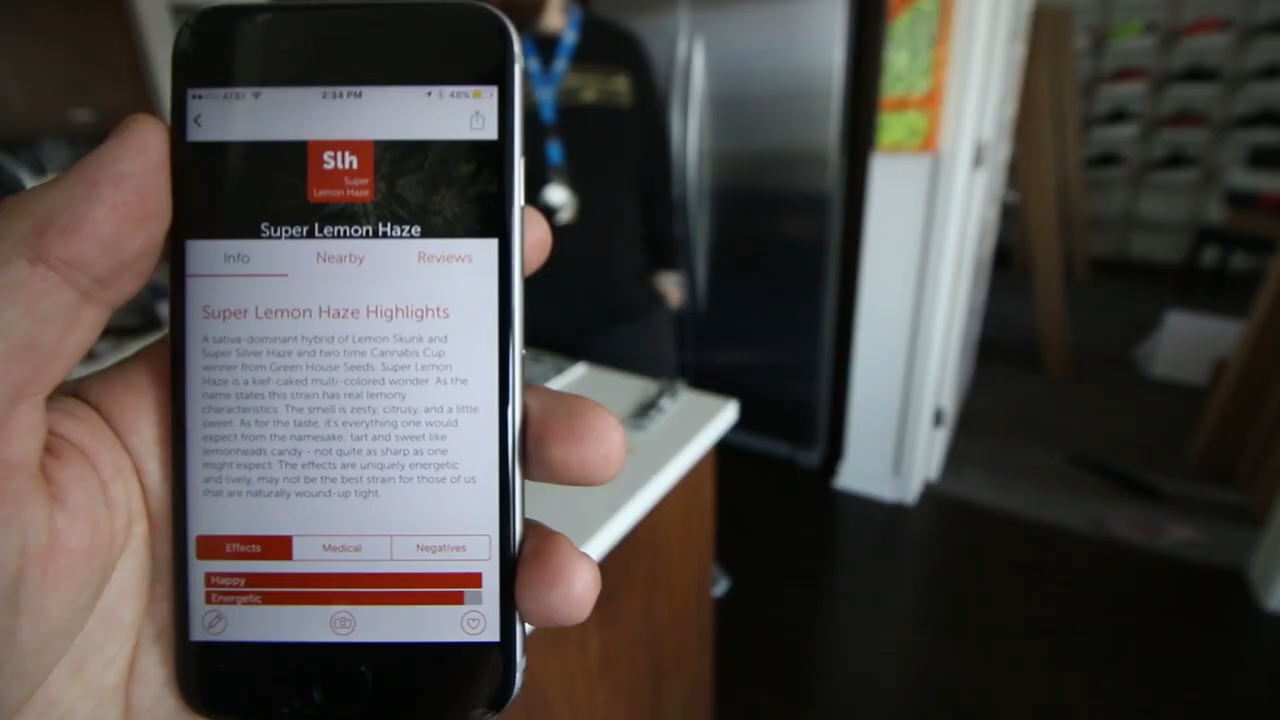 AT&T 2:34 PM 48%
Slh
Super
Lemon Haze
Super Lemon Haze
Info Nearby Reviews
Super Lemon Haze Highlights
A sativa-dominant hybrid of Lemon Skunk and
Super Silver Haze and two time Cannabis Cup
winner from Green House Seeds, Super Lemon
Haze is a kief-caked multi-colored wonder. As the
name states this strain has real lemony
characteristics. The smell is zesty, citrusy, and a little
sweet. As for the taste, it's everything one would
expect from the namesake, tart and sweet like
lemonheads candy - not quite as sharp as one
might expect. The effects are uniquely energetic
and lively, may not be the best strain for those of us
that are naturally wound-up tight.
Effects Medical Negatives
Happy
Energetic